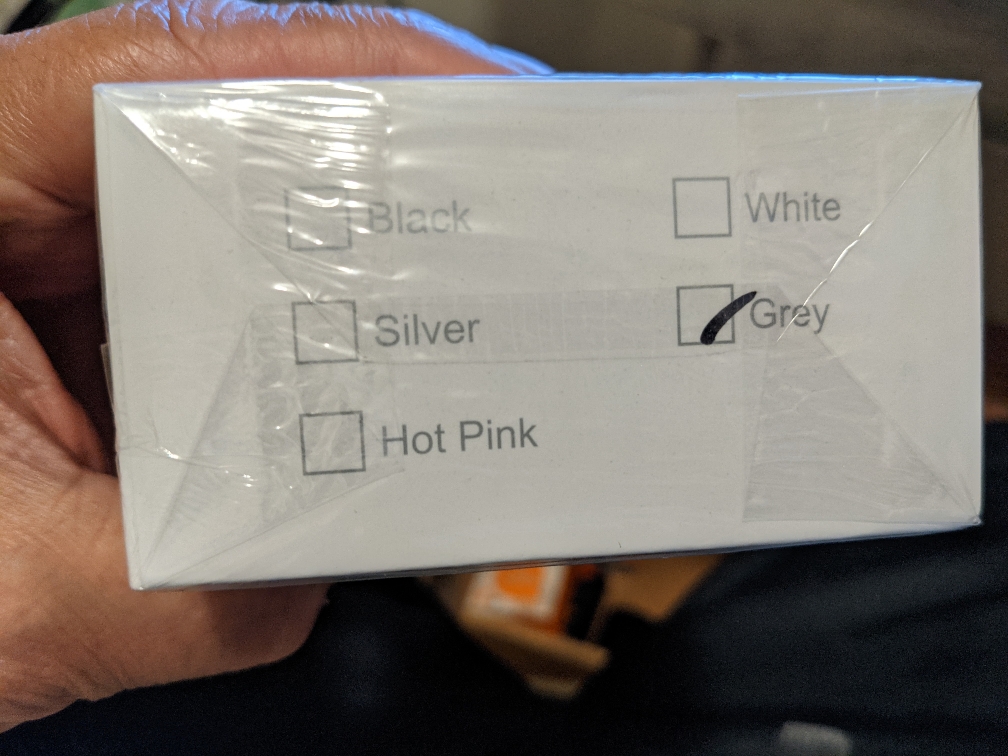 Black White
Silver Grey
Hot Pink